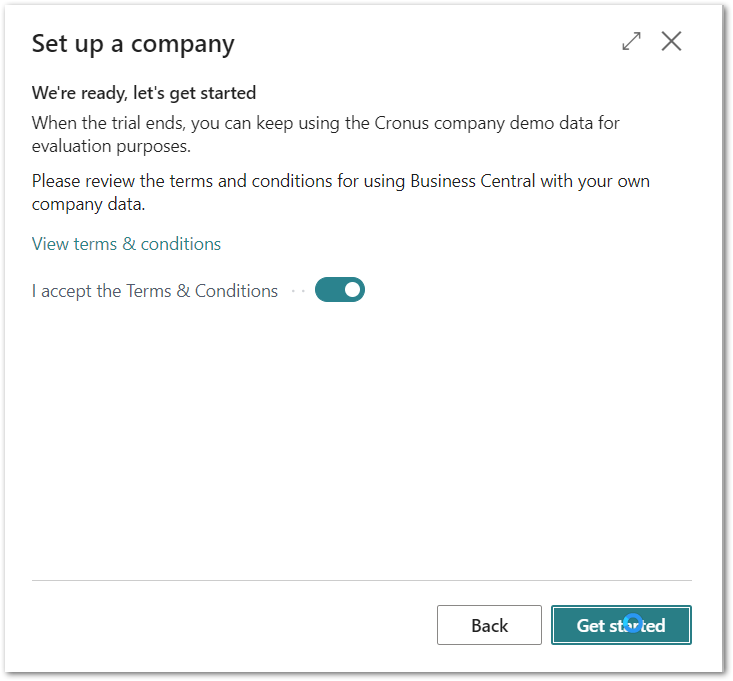 Set up a company
We're ready, let's get started
When the trial ends, you can keep using the Cronus company demo data for
evaluation purposes.
Please review the terms and conditions for using Business Central with your own
company data.
View terms & conditions
I accept the Terms & Conditions
Back
Get started